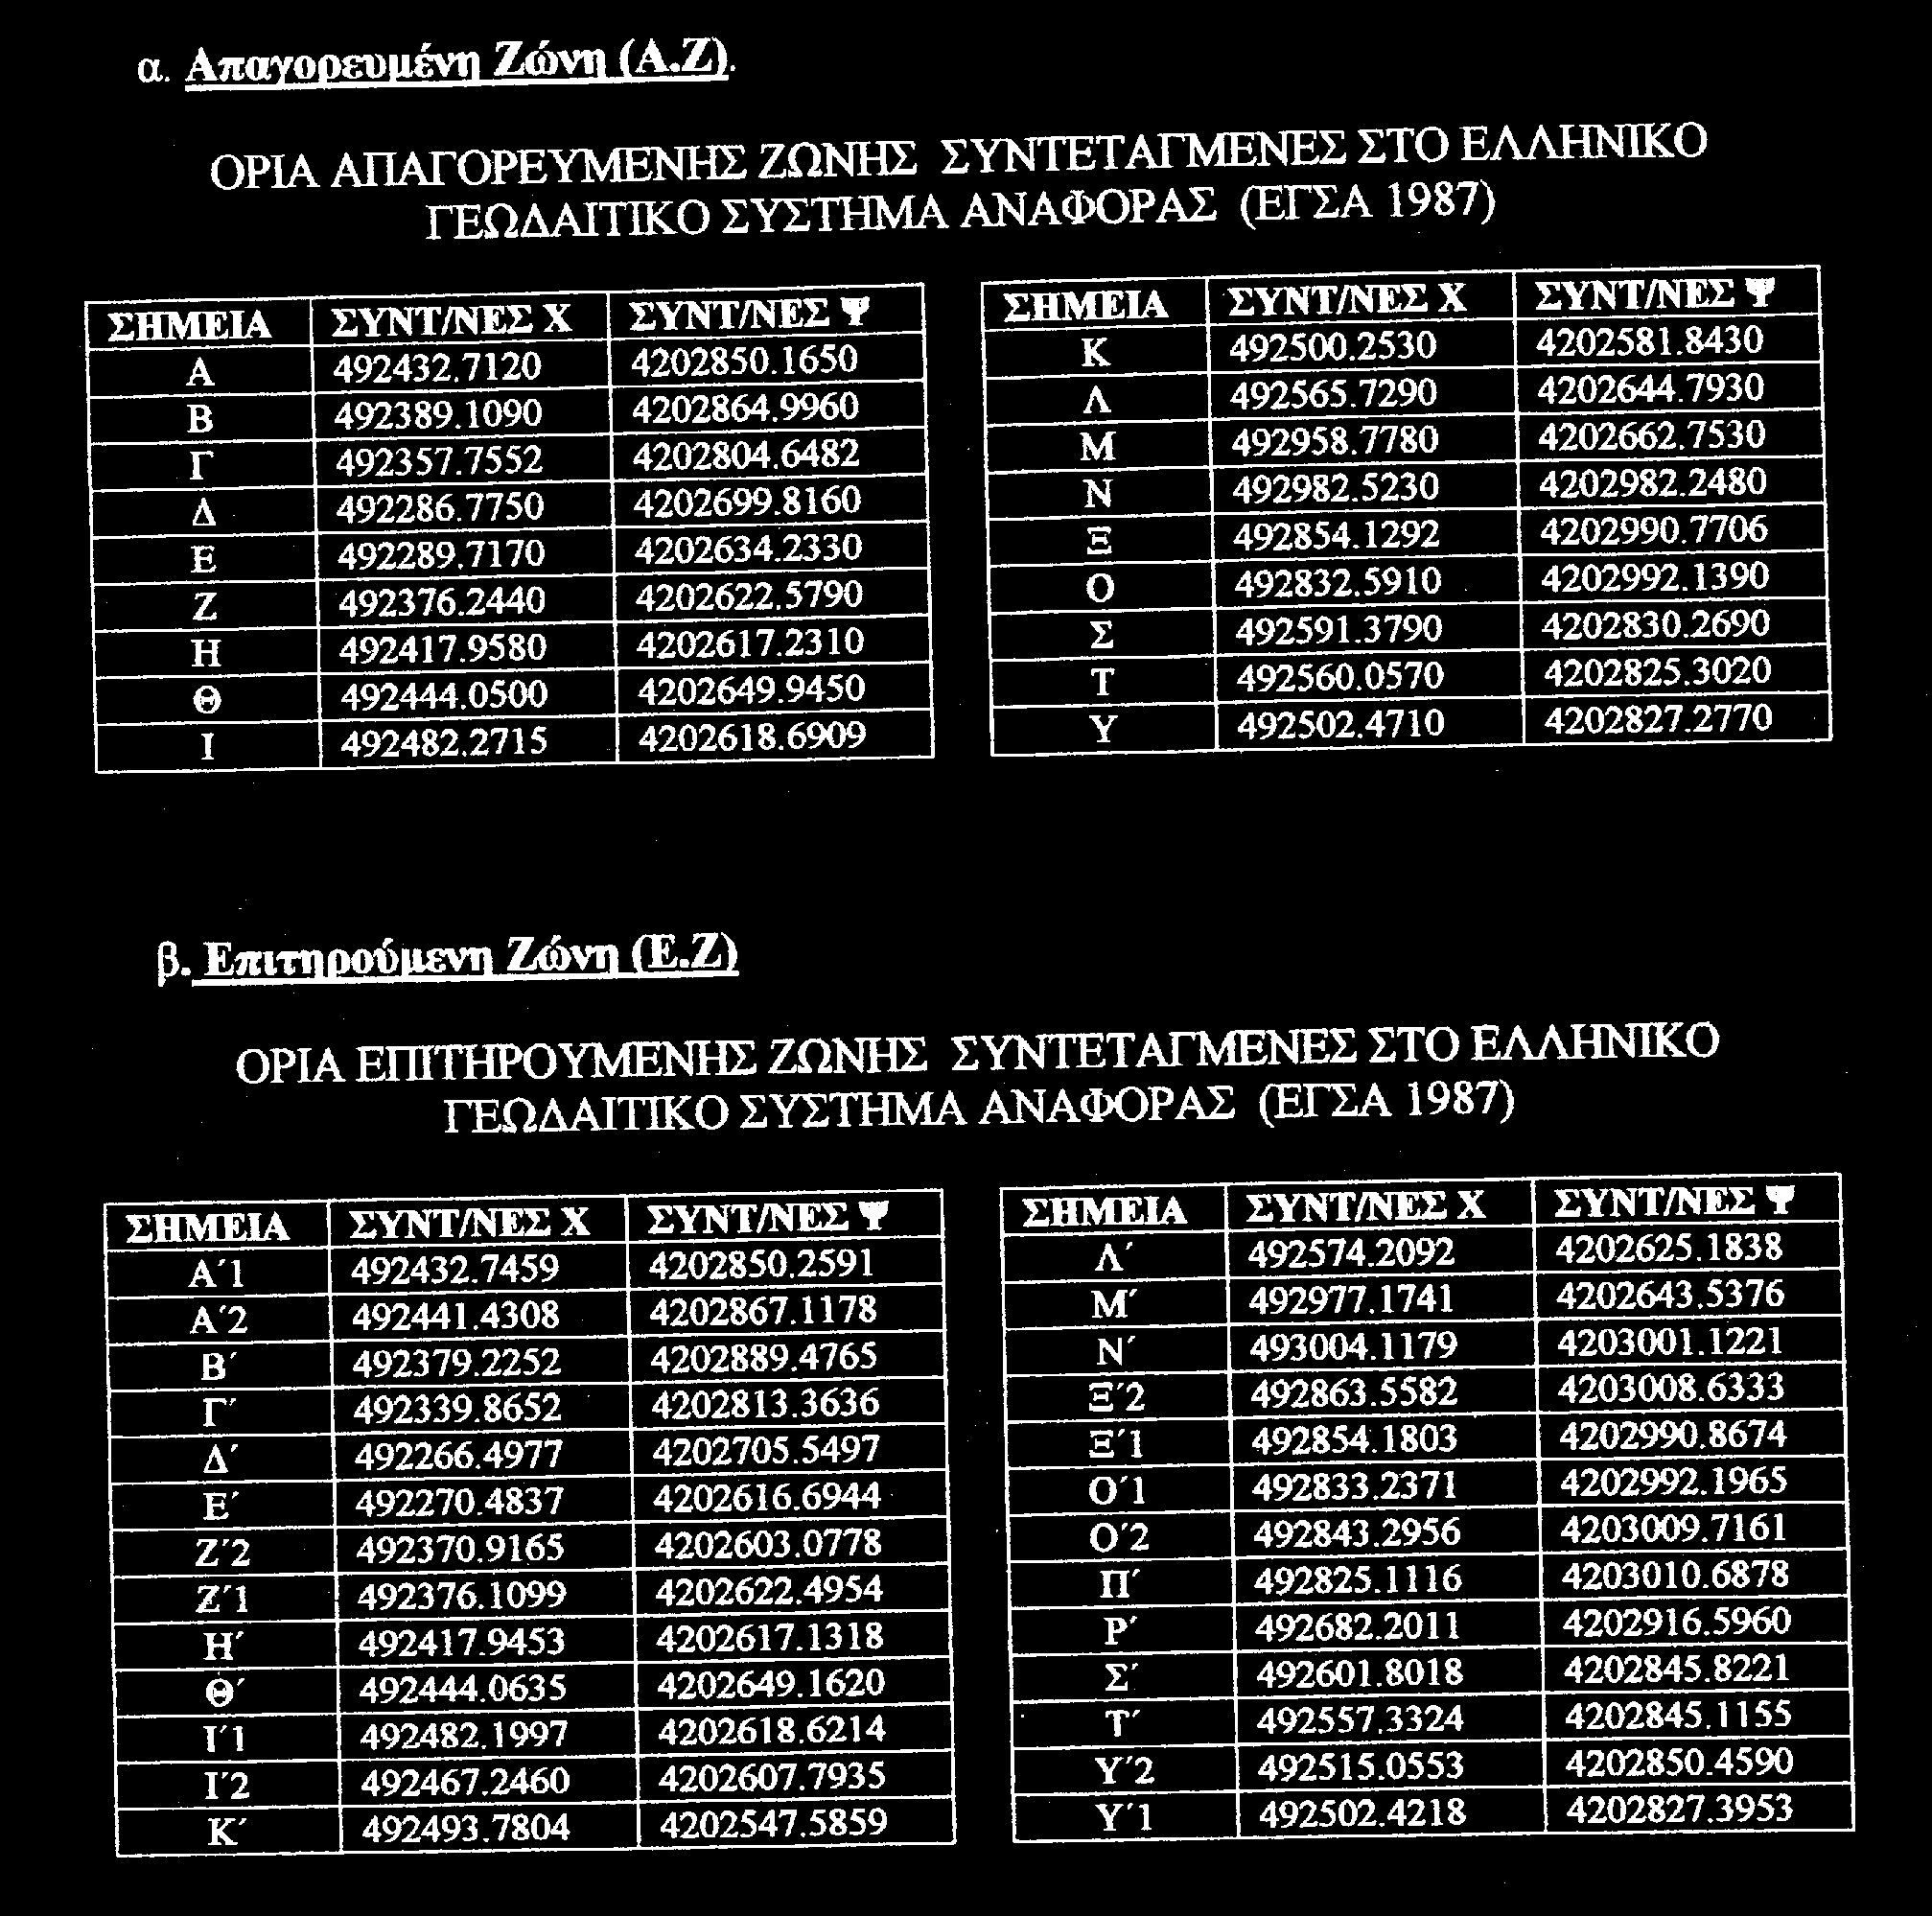 α. Απαγορευμένη Ζώνη (Α.Ζ).
ΟΡΙΑ ΑΠΑΓΟΡΕΥΜΕΝΗΣ ΖΩΝΗΣ ΣΥΝΤΕΤΑΓΜΕΝΕΣ ΣΤΟ ΕΛΛΗΝΙΚΟ
ΓΕΩΔΑΙΤΙΚΟ ΣΥΣΤΗΜΑ ΑΝΑΦΟΡΑΣ (ΕΓΣΑ 1987)
ΣΗΜΕΙΑ ΣΥΝΤ/ΝΕΣ Χ ΣΥΝΤ/ΝΕΣ Ψ
Α 492432.7120 4202850.1650
Β 492389.1090 4202864.9960
Γ 492357.7552 4202804.6482
Δ 492286.7750 4202699.8160
Ε 492289.7170 4202634.2330
Ζ 492376.2440 4202622.5790
Η 492417.9580 4202617.2310
Θ 492444.0500 4202649.9450
Ι 492482.2715 4202618.6909
ΣΗΜΕΙΑ ΣΥΝΤ/ΝΕΣ Χ ΣΥΝΤ/ΝΕΣ Ψ
Κ 492500.2530 4202581.8430
Λ 492565.7290 4202644.7930
Μ 492958.7780 4202662.7530
Ν 492982.5230 4202982.2480
Ξ 492854.1292 4202990.7706
Ο 492832.5910 4202992.1390
Σ 492591.3790 4202830.2690
Τ 492560.0570 4202825.3020
Υ 492502.4710 4202827.2770
β. Επιτηρούμενη Ζώνη (Ε.Ζ)
ΟΡΙΑ ΕΠΙΤΗΡΟΥΜΕΝΗΣ ΖΩΝΗΣ ΣΥΝΤΕΤΑΓΜΕΝΕΣ ΣΤΟ ΕΛΛΗΝΙΚΟ
ΓΕΩΔΑΙΤΙΚΟ ΣΥΣΤΗΜΑ ΑΝΑΦΟΡΑΣ (ΕΓΣΑ 1987)
ΣΗΜΕΙΑ ΣΥΝΤ/ΝΕΣ Χ ΣΥΝΤ/ΝΕΣ Ψ
Α΄1 492432.7459 4202850.2591
Α΄2 492441.4308 4202867.1178
Β΄ 492379.2252 4202889.4765
Γ΄ 492339.8652 4202813.3636
Δ΄ 492266.4977 4202705.5497
Ε΄ 492270.4837 4202616.6944
Ζ΄2 492370.9165 4202603.0778
Ζ΄1 492376.1099 4202622.4954
Η΄ 492417.9453 4202617.1318
Θ΄ 492444.0635 4202649.1620
Ι΄1 492482.1997 4202618.6214
Ι΄2 492467.2460 4202607.7935
Κ΄ 492493.7804 4202547.5859
ΣΗΜΕΙΑ ΣΥΝΤ/ΝΕΣ Χ ΣΥΝΤ/ΝΕΣ Ψ
Λ΄ 492574.2092 4202625.1838
Μ΄ 492977.1741 4202643.5376
Ν΄ 493004.1179 4203001.1221
Ξ΄2 492863.5582 4203008.6333
Ξ΄1 492854.1803 4202990.8674
Ο΄1 492833.2371 4202992.1965
Ο΄2 492843.2956 4203009.7161
Π΄ 492825.1116 4203010.6878
Ρ΄ 492682.2011 4202916.5960
Σ΄ 492601.8018 4202845.8221
Τ΄ 492557.3324 4202845.1155
Υ΄2 492515.0553 4202850.4590
Υ΄1 492502.4218 4202827.3953